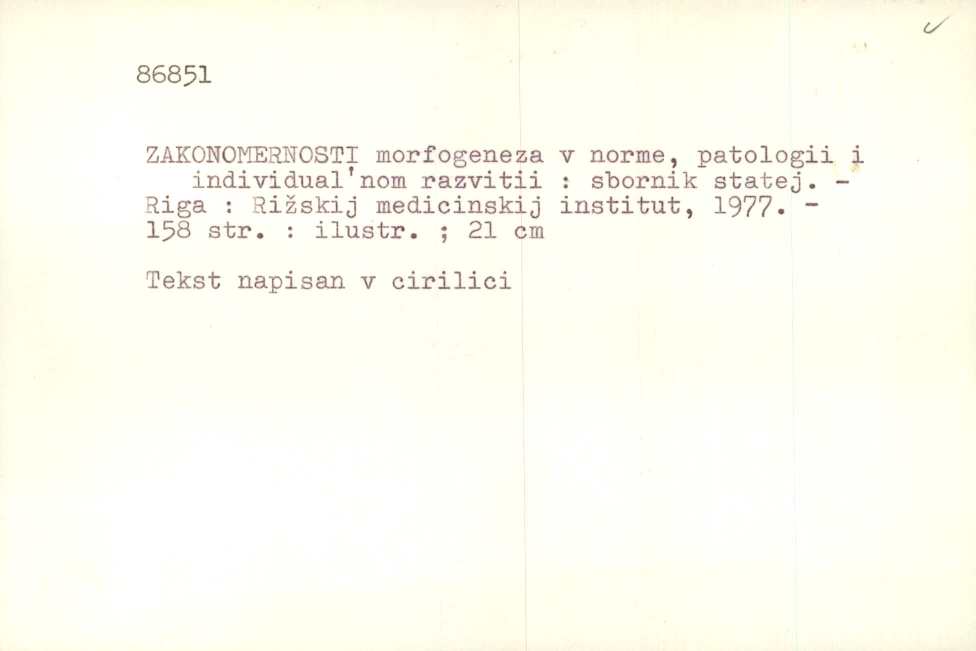 86851
ZAKONOMERNOSTI morfogeneza v norme, patologii i
individual'nom razvitii : sbornik statej. -
Riga : Rižskij medicinskij institut, 1977. -
158 str. : ilustr. ; 21 cm
Tekst napisan v cirilici